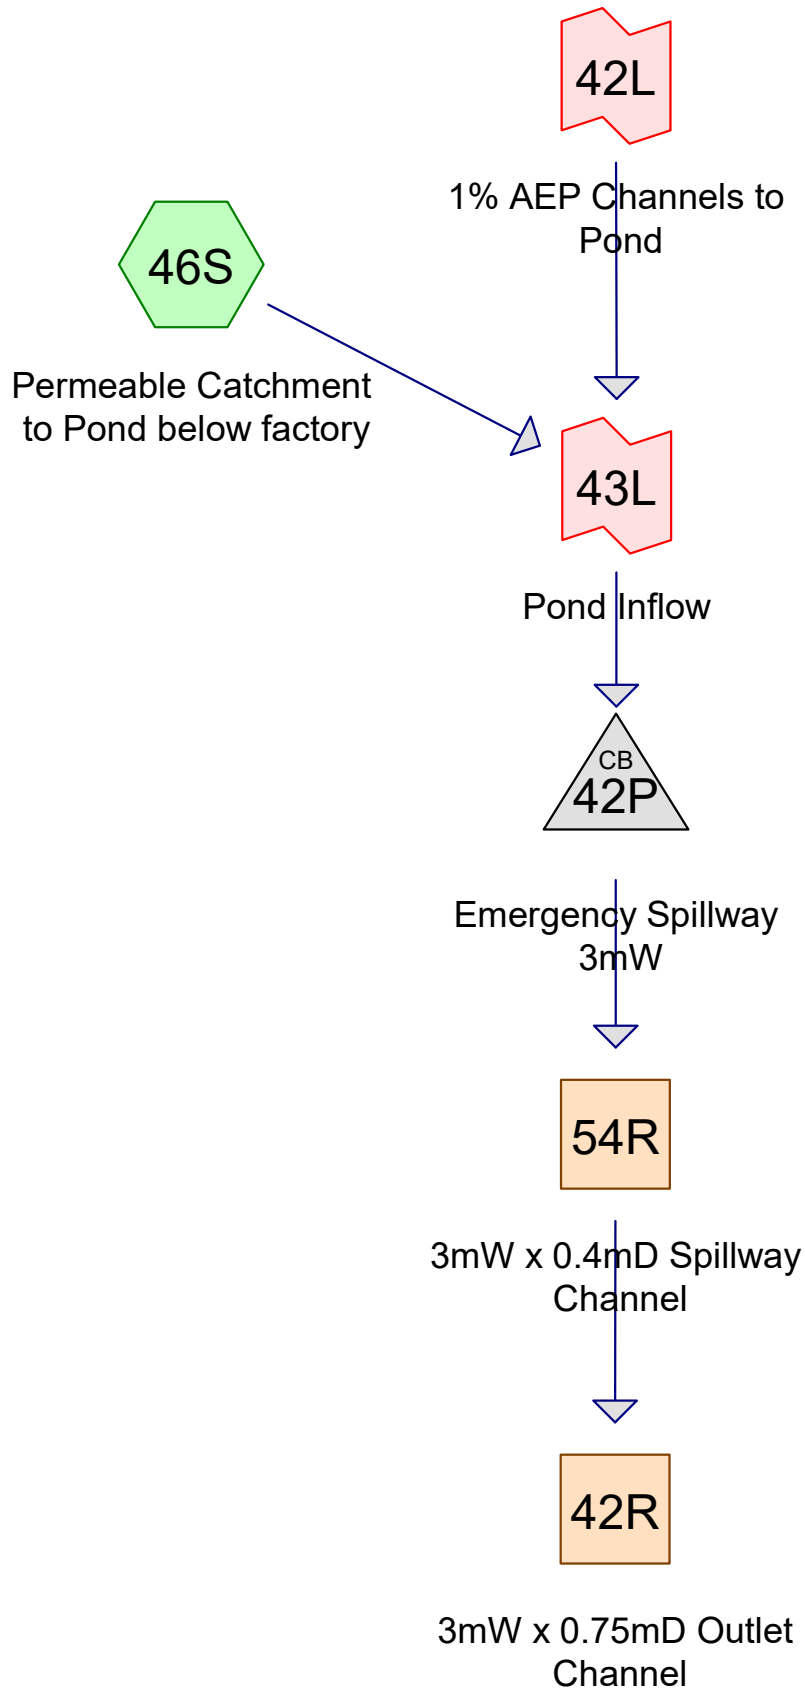 42L
1% AEP Channels to
Pond
46S
Permeable Catchment
to Pond below factory
43L
Pond Inflow
CB
42P
Emergency Spillway
3mW
54R
3mW x 0.4mD Spillway
Channel
42R
3mW x 0.75mD Outlet
Channel